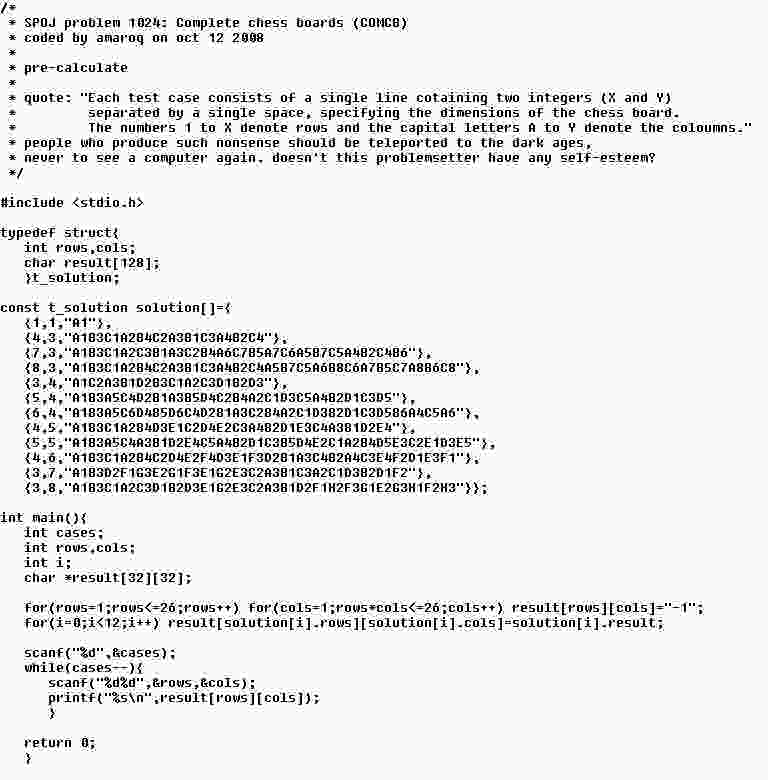 /*
 * SPOJ problem 1024: Complete chess boards (COMCB)
 * coded by amaroq on oct 12 2008
 *
 * pre-calculate
 *
 * quote: "Each test case consists of a single line cotaining two integers (X and Y)
 *         separated by a single space, specifying the dimensions of the chess board.
 *         The numbers 1 to X denote rows and the capital letters A to Y denote the coloumns."
 * people who produce such nonsense should be teleported to the dark ages,
 * never to see a computer again. doesn't this problemsetter have any self-esteem?
 */

#include <stdio.h>

typedef struct{
   int rows,cols;
   char result[128];
   }t_solution;

const t_solution solution[]={
   {1,1,"A1"},
   {4,3,"A1B3C1A2B4C2A3B1C3A4B2C4"},
   {7,3,"A1B3C1A2C3B1A3C2B4A6C7B5A7C6A5B7C5A4B2C4B6"},
   {8,3,"A1B3C1A2B4C2A3B1C3A4B2C4A5B7C5A6B8C6A7B5C7A8B6C8"},
   {3,4,"A1C2A3B1D2B3C1A2C3D1B2D3"},
   {5,4,"A1B3A5C4D2B1A3B5D4C2B4A2C1D3C5A4B2D1C3D5"},
   {6,4,"A1B3A5C6D4B5D6C4D2B1A3C2B4A2C1D3B2D1C3D5B6A4C5A6"},
   {4,5,"A1B3C1A2B4D3E1C2D4E2C3A4B2D1E3C4A3B1D2E4"},
   {5,5,"A1B3A5C4A3B1D2E4C5A4B2D1C3B5D4E2C1A2B4D5E3C2E1D3E5"},
   {4,6,"A1B3C1A2B4C2D4E2F4D3E1F3D2B1A3C4B2A4C3E4F2D1E3F1"},
   {3,7,"A1B3D2F1G3E2G1F3E1G2E3C2A3B1C3A2C1D3B2D1F2"},
   {3,8,"A1B3C1A2C3D1B2D3E1G2E3C2A3B1D2F1H2F3G1E2G3H1F2H3"}};

int main(){
   int cases;
   int rows,cols;
   int i;
   char *result[32][32];

   for(rows=1;rows<=26;rows++) for(cols=1;rows*cols<=26;cols++) result[rows][cols]="-1";
   for(i=0;i<12;i++) result[solution[i].rows][solution[i].cols]=solution[i].result;

   scanf("%d",&cases);
   while(cases--){
      scanf("%d%d",&rows,&cols);
      printf("%s\n",result[rows][cols]);
      }

   return 0;
   }